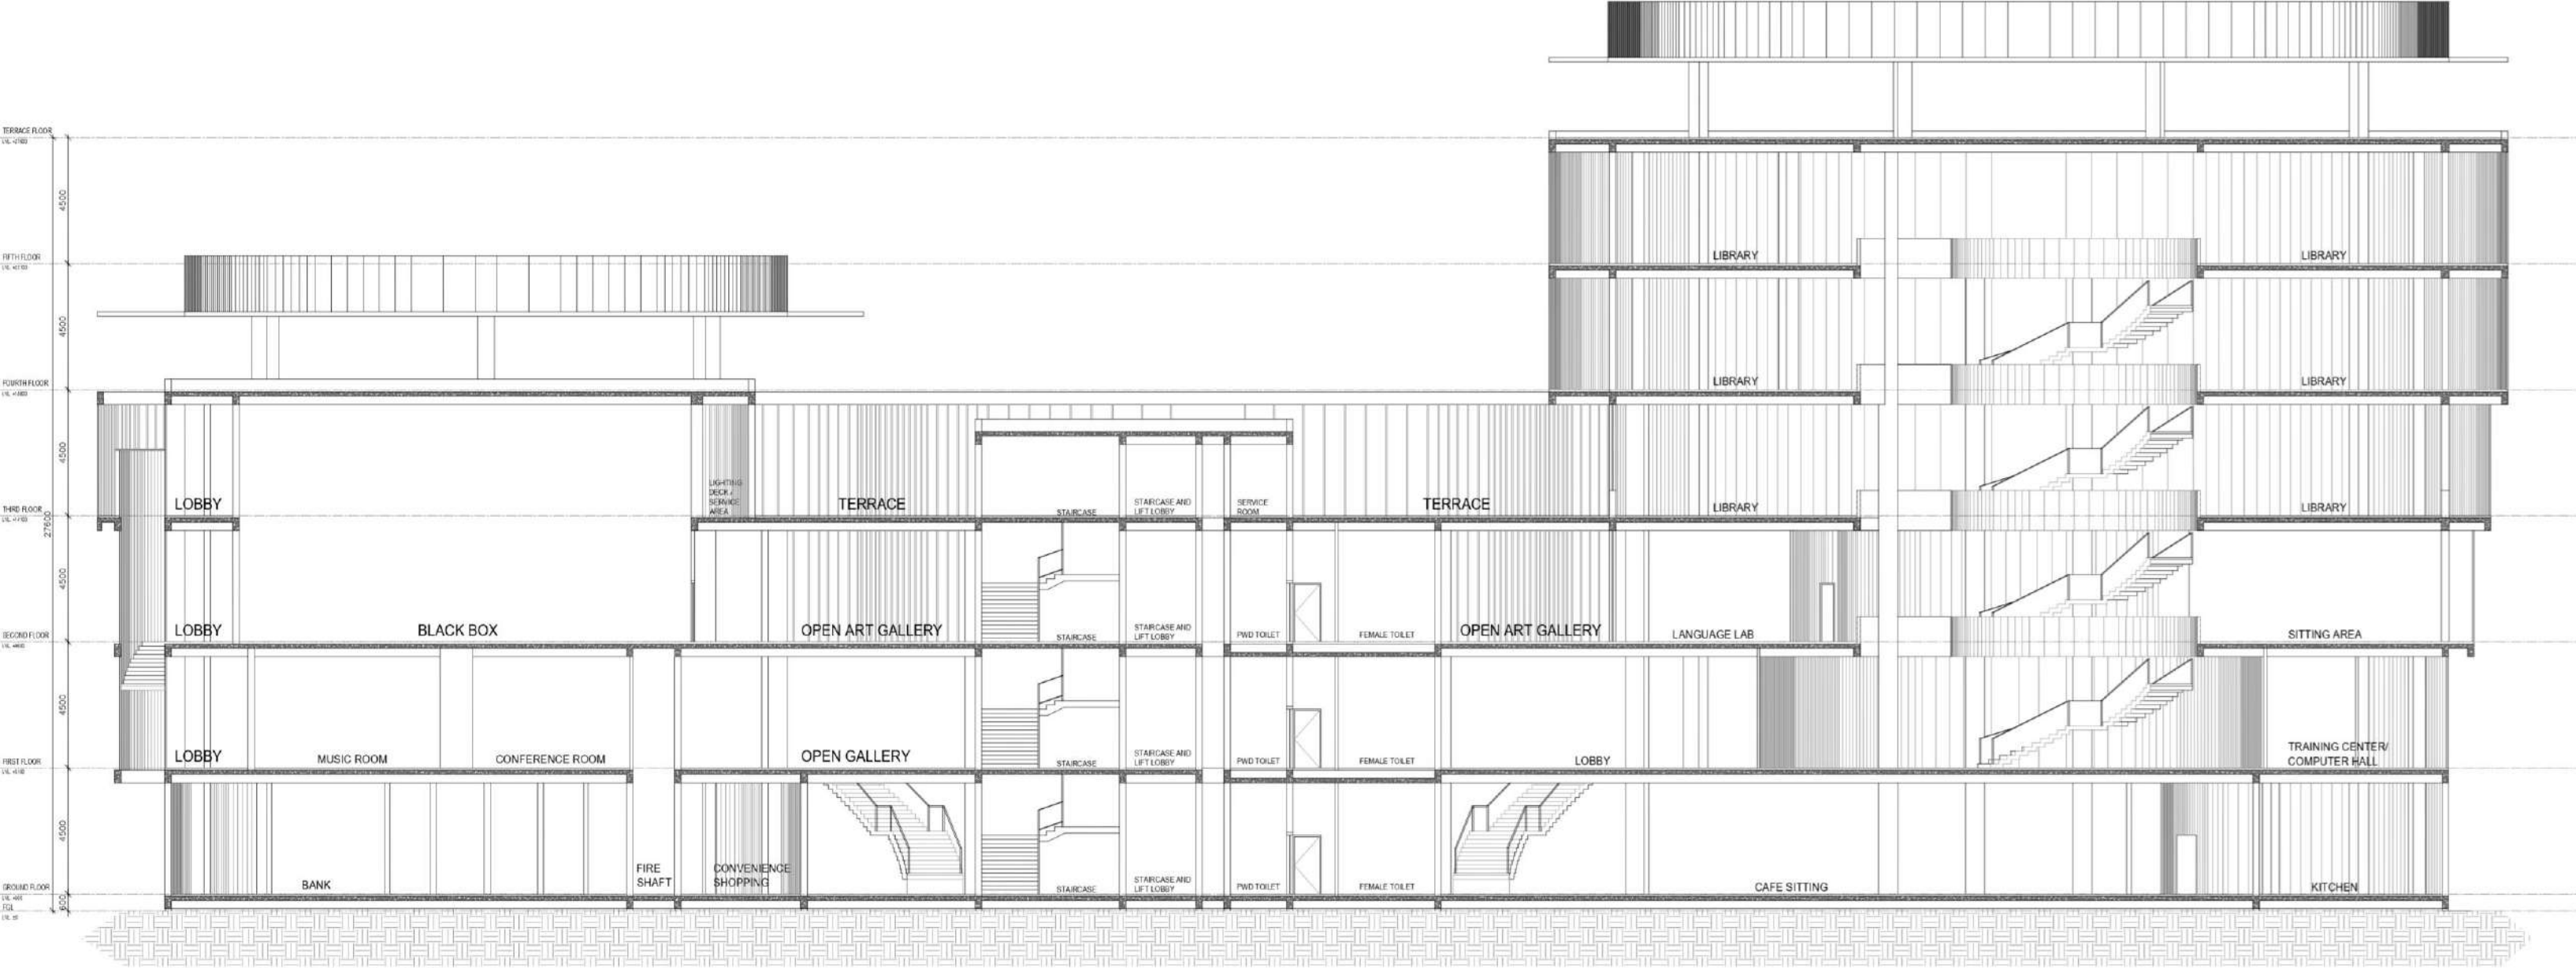 TERRACE FLOOR
4500
FIFTH FLOOR
LIBRARY
LIBRARY
4500
FOURTH FLOOR
LIBRARY
LIBRARY
4500
LIGHTING
DECK /
SERVICE
AREA
LOBBY
TERRACE
STAIRCASE
STAIRCASE AND
LIFT LOBBY
SERVICE
ROOM
TERRACE
LIBRARY
LIBRARY
THIRD FLOOR
27600
4500
LOBBY
BLACK BOX
OPEN ART GALLERY
STAIRCASE
STAIRCASE AND
LIFT LOBBY
PWD TOILET
FEMALE TOILET
OPEN ART GALLERY
LANGUAGE LAB
SITTING AREA
SECOND FLOOR
4500
LOBBY
MUSIC ROOM
CONFERENCE ROOM
OPEN GALLERY
STAIRCASE
STAIRCASE AND
LIFT LOBBY
PWD TOILET
FEMALE TOILET
LOBBY
TRAINING CENTER/
COMPUTER HALL
FIRST FLOOR
4500
BANK
FIRE
SHAFT
CONVENIENCE
SHOPPING
STAIRCASE
STAIRCASE AND
LIFT LOBBY
PWD TOILET
FEMALE TOILET
CAFE SITTING
KITCHEN
GROUND FLOOR
600
FGL